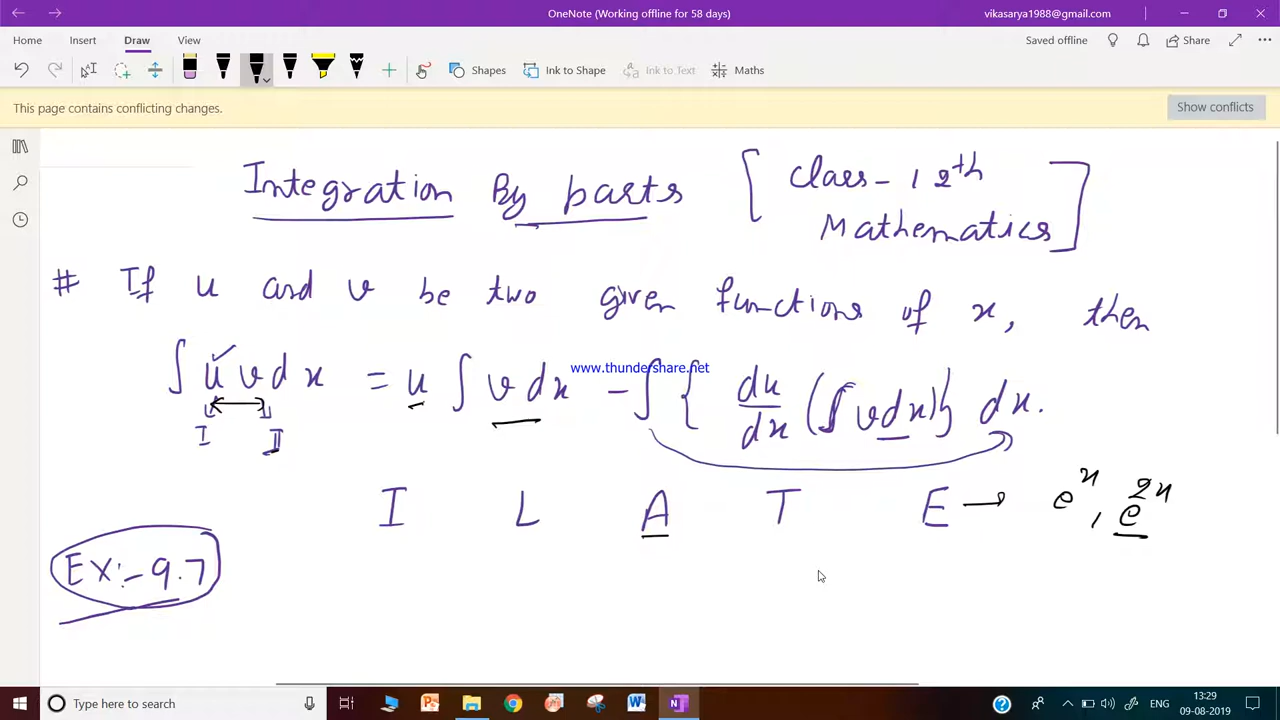 OneNote (Working offline for 58 days)
vikasarya1988@gmail.com
Home Insert Draw View
Saved offline
Share
Shapes
Ink to Shape
Ink to Text
Maths
This page contains conflicting changes.
Show conflicts
Integration By parts [ Class - 12th
Mathematics ]
# If u and v be two given functions of x, then
∫ u v dx = u ∫ v dx - ∫ { du/dx (∫ v dx) } dx.
I II
www.thundershare.net
I L A T E → e^x, e^2x
EX:- 9.7
Type here to search
ENG
13:29
09-08-2019